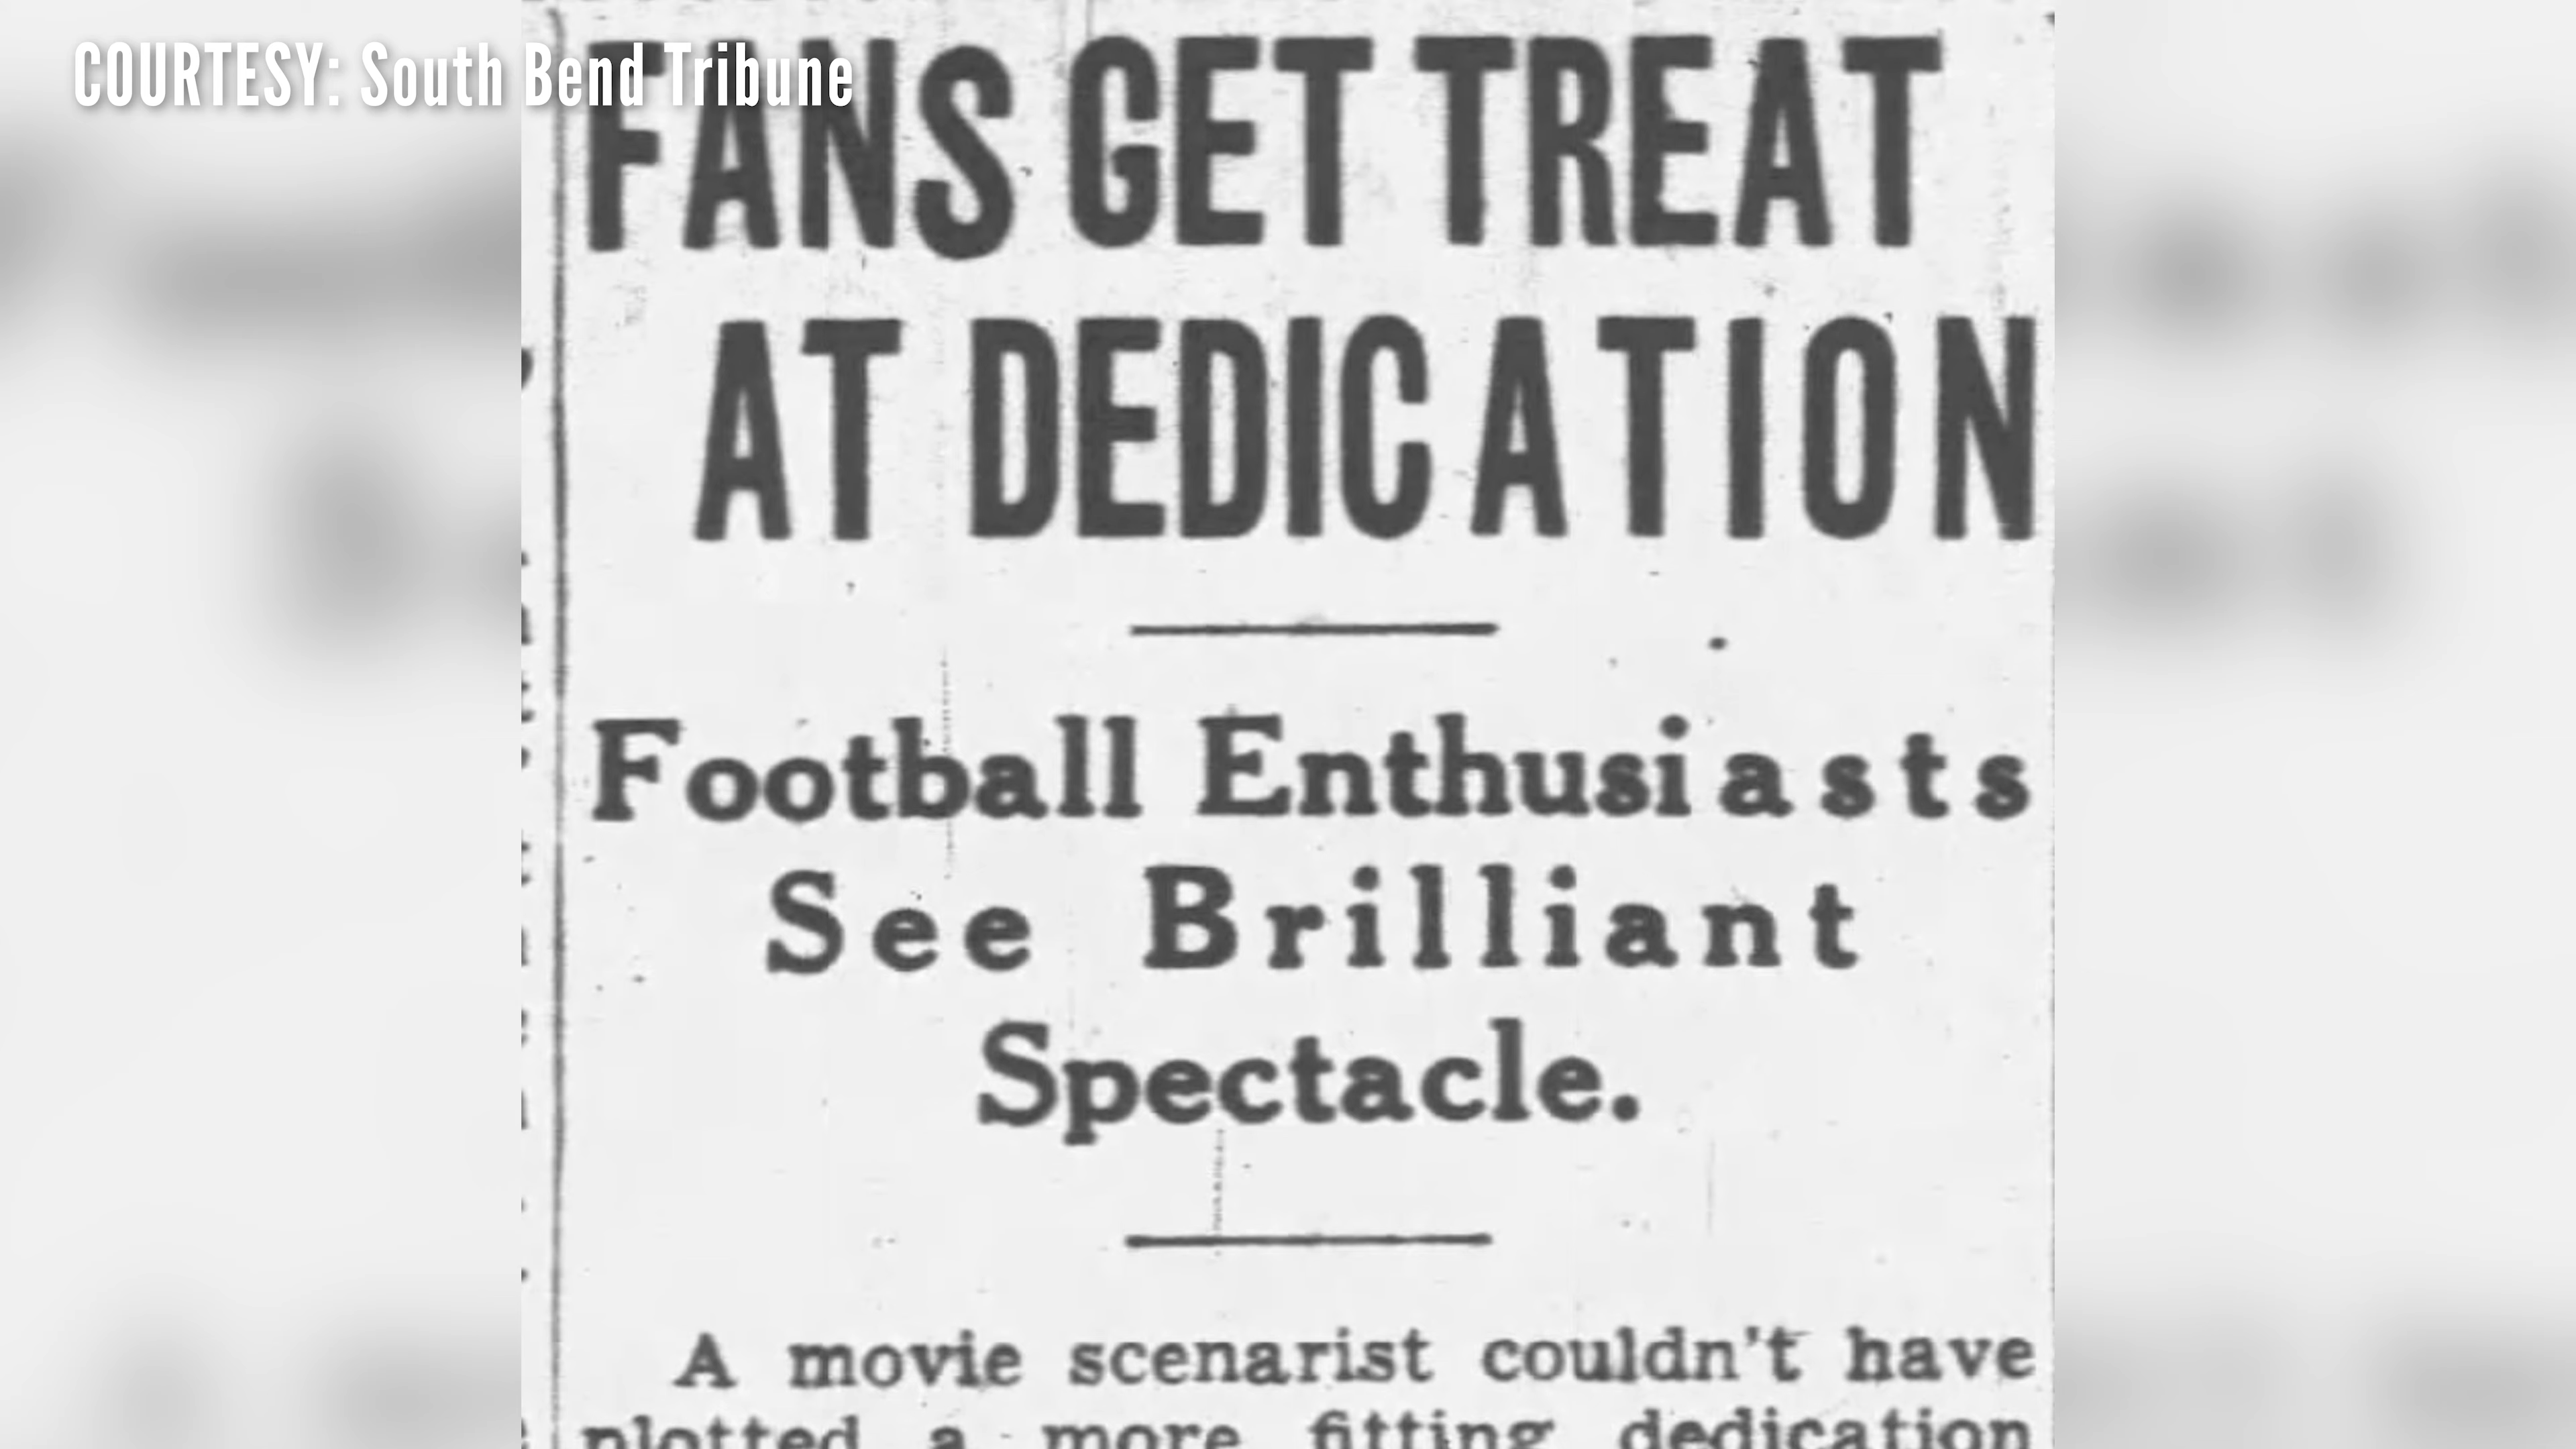 COURTESY: South Bend Tribune
FANS GET TREAT
AT DEDICATION
Football Enthusiasts
See Brilliant
Spectacle.
A movie scenarist couldn't have
plotted a more fitting dedication